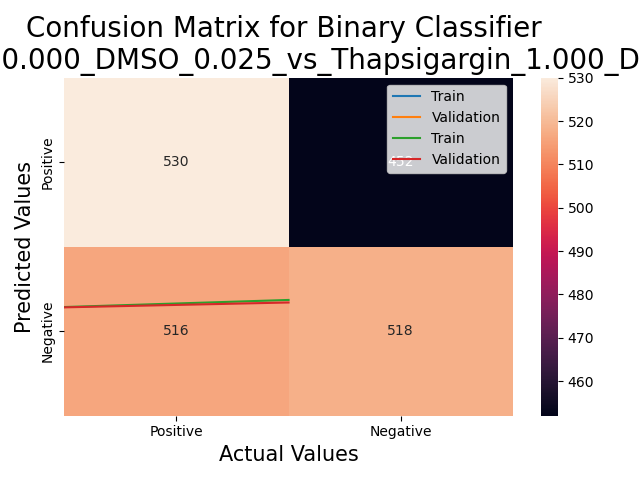 Confusion Matrix for Binary Classifier
0.000_DMSO_0.025_vs_Thapsigargin_1.000_D
Train
Validation
Train
Validation
530
516
518
Positive
Negative
Predicted Values
Positive
Negative
Actual Values
530
520
510
500
490
480
470
460